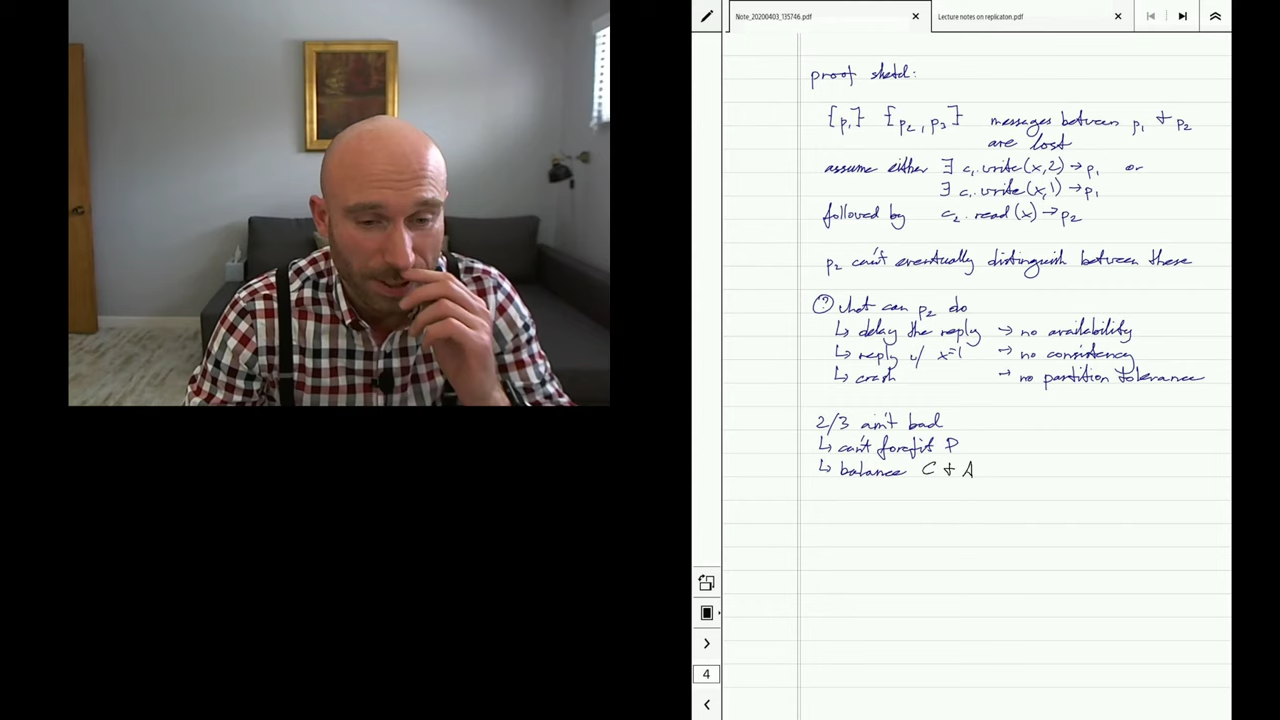 Note_20200403_135746.pdf
Lecture notes on replicaton.pdf
proof sketch:
{p₁} {p₂, p₃} messages between p₁ + p₂
are lost
assume either ∃ c₁.write(x,2)→p₁ or
∃ c₁.write(x,1)→p₁
followed by c₂.read(x)→p₂
p₂ can't eventually distinguish between these
? what can p₂ do
↳ delay the reply → no availability
↳ reply w/ x=1 → no consistency
↳ crash → no partition tolerance
2/3 ain't bad
↳ can't forefit P
↳ balance C + A
4